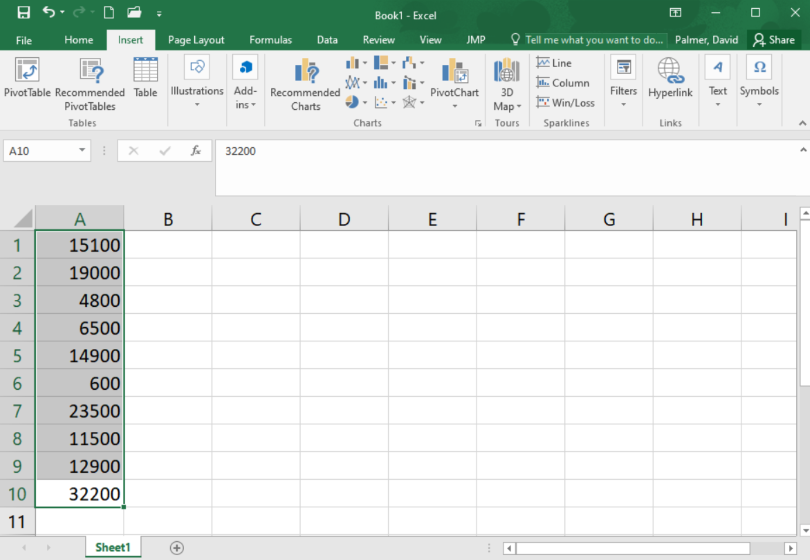 Book1 - Excel
File Home Insert Page Layout Formulas Data Review View JMP Tell me what you want to do... Palmer, David Share
PivotTable
Recommended
PivotTables
Table
Illustrations
Add-
ins
Recommended
Charts
PivotChart
3D
Map
Line
Column
Win/Loss
Filters
Hyperlink
Text
Symbols
Tables Charts Tours Sparklines Links
A10 fx 32200
A B C D E F G H I
1 15100
2 19000
3 4800
4 6500
5 14900
6 600
7 23500
8 11500
9 12900
10 32200
11
Sheet1